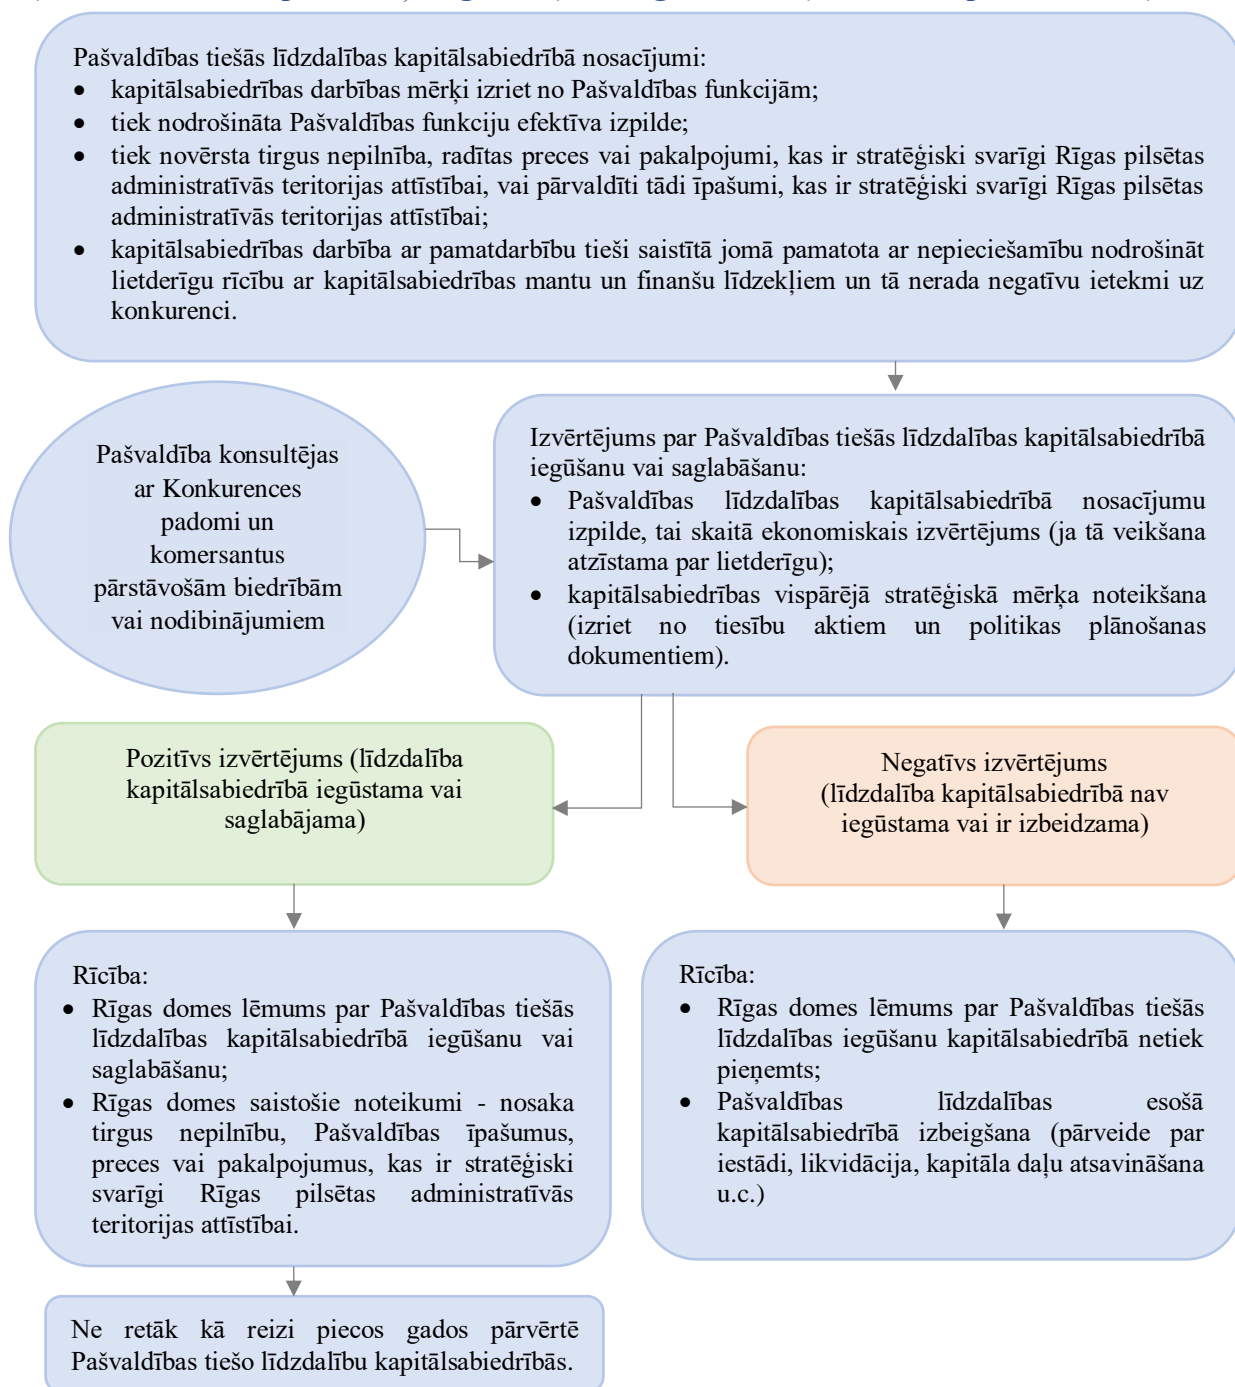 Pašvaldības tiešās līdzdalības kapitālsabiedrībā nosacījumi:
• kapitālsabiedrības darbības mērķi izriet no Pašvaldības funkcijām;
• tiek nodrošināta Pašvaldības funkciju efektīva izpilde;
• tiek novērsta tirgus nepilnība, radītas preces vai pakalpojumi, kas ir stratēģiski svarīgi Rīgas pilsētas
administratīvās teritorijas attīstībai, vai pārvaldīti tādi īpašumi, kas ir stratēģiski svarīgi Rīgas pilsētas
administratīvās teritorijas attīstībai;
• kapitālsabiedrības darbība ar pamatdarbību tieši saistītā jomā pamatota ar nepieciešamību nodrošināt
lietderīgu rīcību ar kapitālsabiedrības mantu un finanšu līdzekļiem un tā nerada negatīvu ietekmi uz
konkurenci.
Pašvaldība konsultējas
ar Konkurences
padomi un
komersantus
pārstāvošām biedrībām
vai nodibinājumiem
Izvērtējums par Pašvaldības tiešās līdzdalības kapitālsabiedrībā
iegūšanu vai saglabāšanu:
• Pašvaldības līdzdalības kapitālsabiedrībā nosacījumu
izpilde, tai skaitā ekonomiskais izvērtējums (ja tā veikšana
atzīstama par lietderīgu);
• kapitālsabiedrības vispārējā stratēģiskā mērķa noteikšana
(izriet no tiesību aktiem un politikas plānošanas
dokumentiem).
Pozitīvs izvērtējums (līdzdalība
kapitālsabiedrībā iegūstama vai
saglabājama)
Negatīvs izvērtējums
(līdzdalība kapitālsabiedrībā nav
iegūstama vai ir izbeidzama)
Rīcība:
• Rīgas domes lēmums par Pašvaldības tiešās
līdzdalības kapitālsabiedrībā iegūšanu vai
saglabāšanu;
• Rīgas domes saistošie noteikumi - nosaka
tirgus nepilnību, Pašvaldības īpašumus,
preces vai pakalpojumus, kas ir stratēģiski
svarīgi Rīgas pilsētas administratīvās
teritorijas attīstībai.
Rīcība:
• Rīgas domes lēmums par Pašvaldības tiešās
līdzdalības iegūšanu kapitālsabiedrībā netiek
pieņemts;
• Pašvaldības līdzdalības esošā
kapitālsabiedrībā izbeigšana (pārveide par
iestādi, likvidācija, kapitāla daļu atsavināšana
u.c.)
Ne retāk kā reizi piecos gados pārvērtē
Pašvaldības tiešo līdzdalību kapitālsabiedrībās.